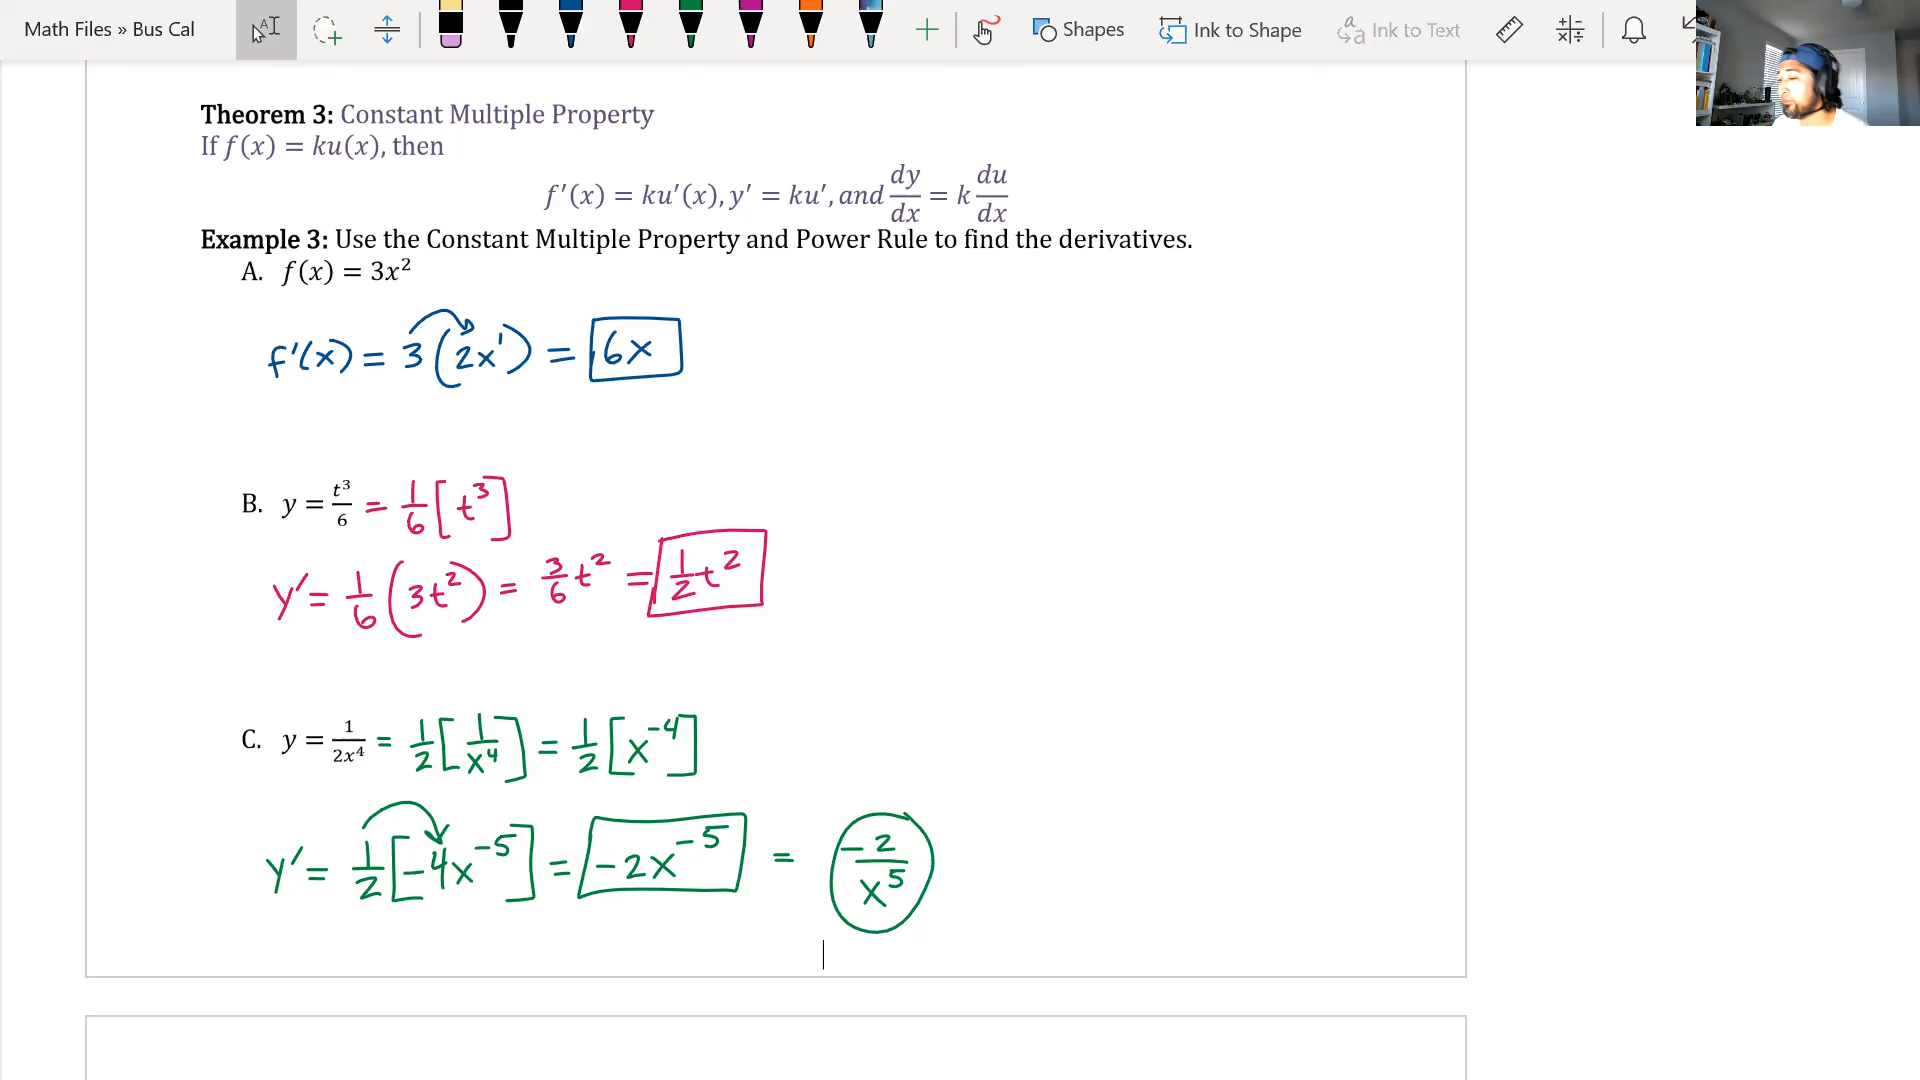 Math Files » Bus Cal
Shapes
Ink to Shape
Ink to Text
Theorem 3: Constant Multiple Property
If f(x) = ku(x), then
f′(x) = ku′(x), y′ = ku′, and dy/dx = k du/dx
Example 3: Use the Constant Multiple Property and Power Rule to find the derivatives.
A. f(x) = 3x²
f'(x) = 3(2x¹) = 6x
B. y = t³/6 = 1/6 [t³]
y' = 1/6 (3t²) = 3/6 t² = 1/2 t²
C. y = 1/2x⁴ = 1/2 [1/x⁴] = 1/2 [x⁻⁴]
y' = 1/2 [-4x⁻⁵] = -2x⁻⁵ = -2/x⁵